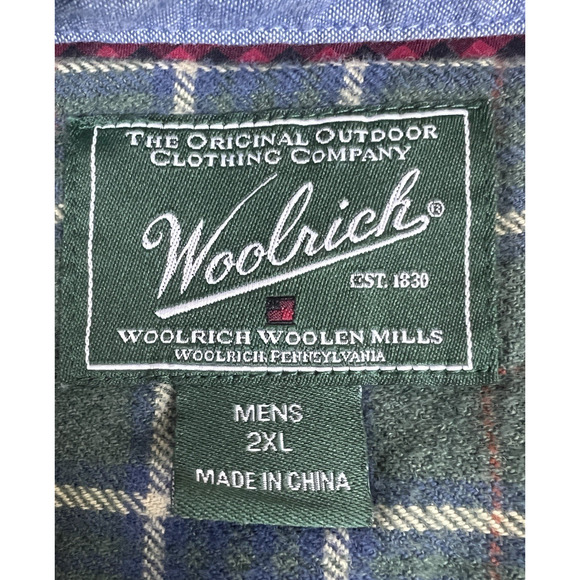 THE ORIGINAL OUTDOOR
CLOTHING COMPANY
Woolrich®
EST. 1830
WOOLRICH WOOLEN MILLS
WOOLRICH, PENNSYLVANIA
MENS
2XL
MADE IN CHINA